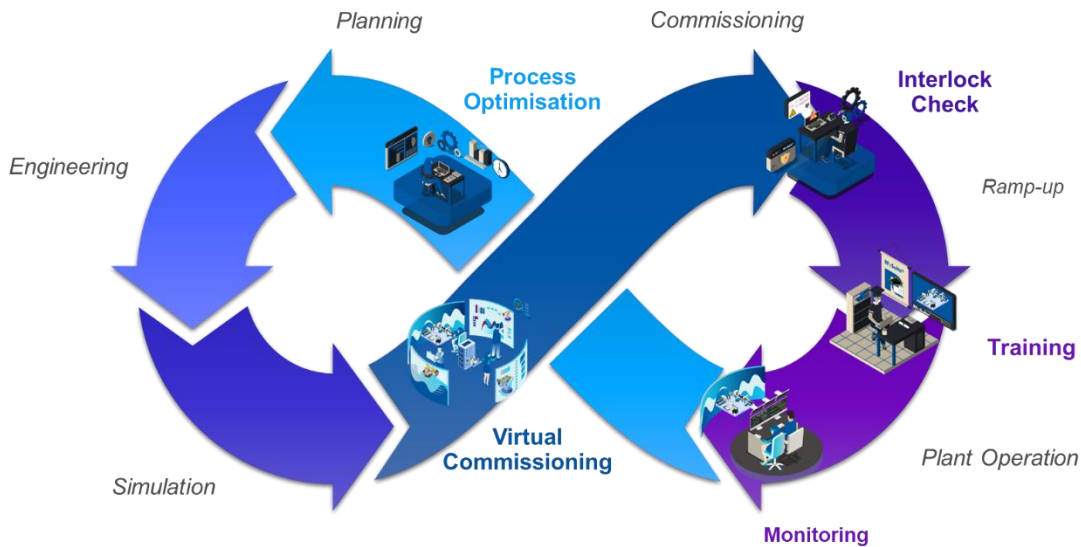 Planning
Commissioning
Process
Optimisation
Interlock
Check
Engineering
Ramp-up
Training
Virtual
Commissioning
Plant Operation
Simulation
Monitoring